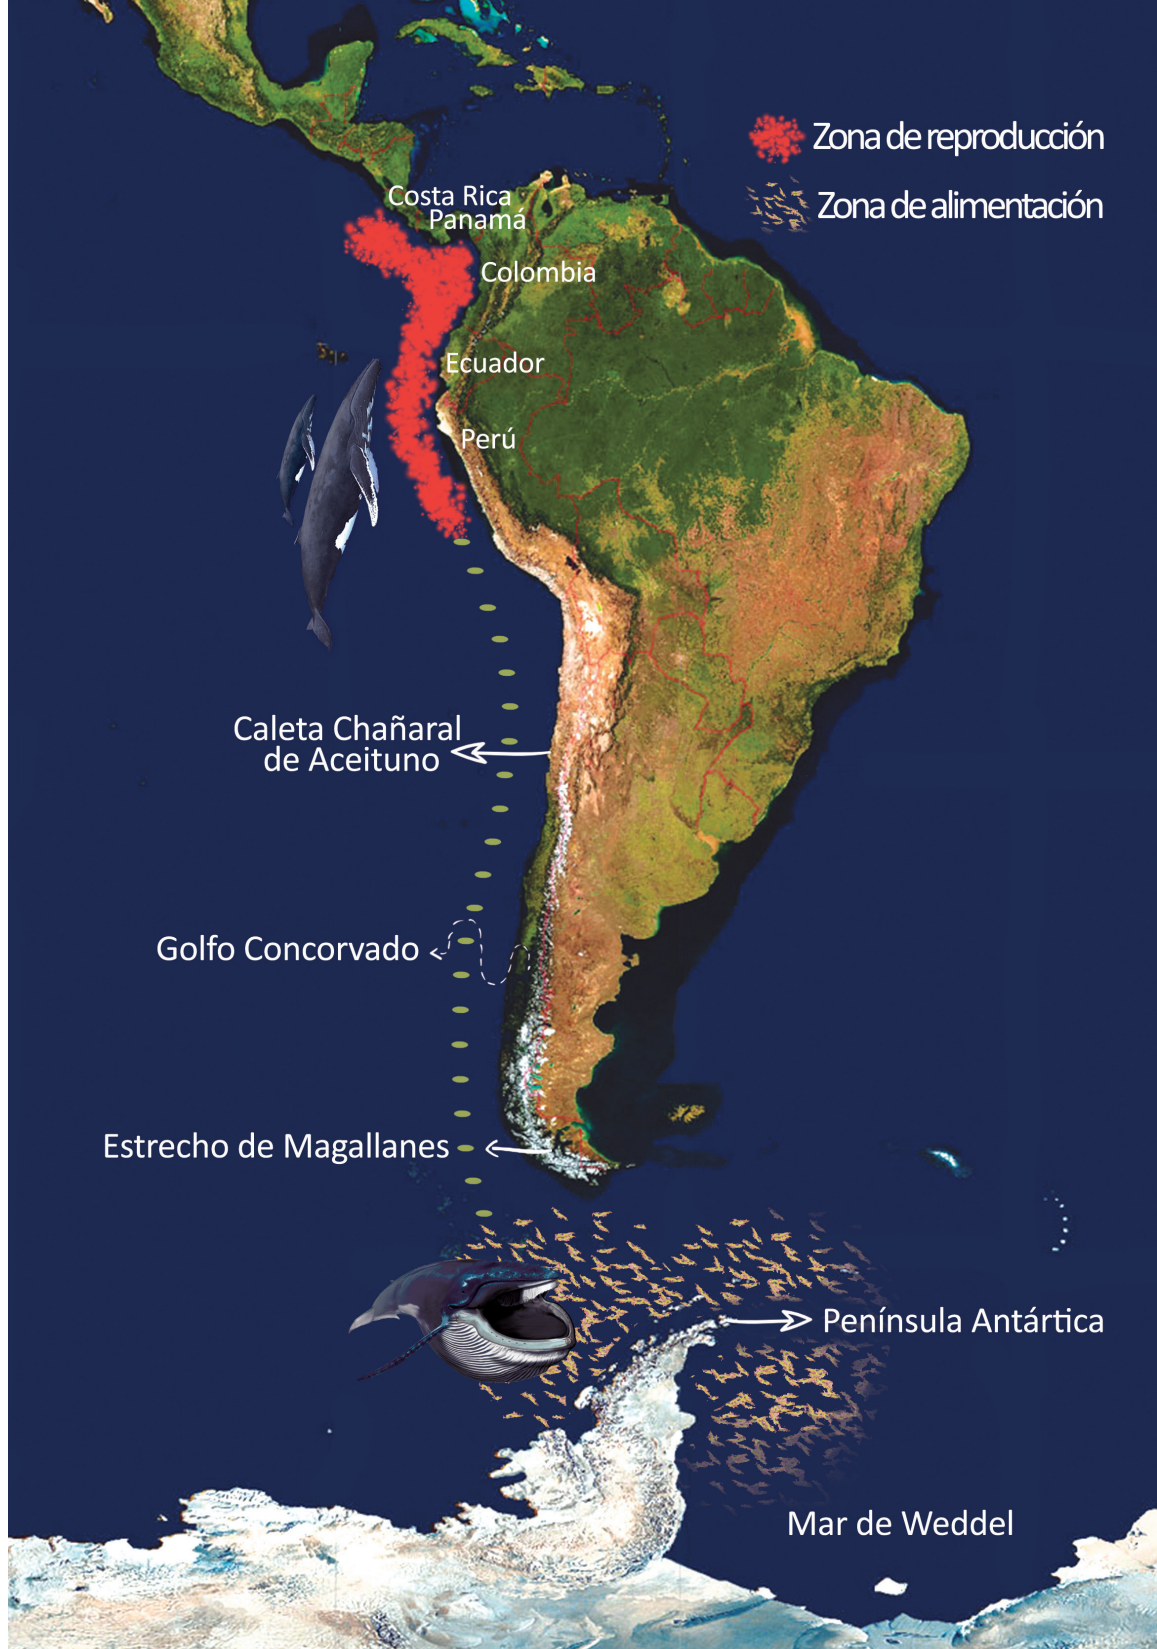 Zona de reproducción
Zona de alimentación
Costa Rica
Panamá
Colombia
Ecuador
Perú
Caleta Chañaral
de Aceituno
Golfo Concorvado
Estrecho de Magallanes
Península Antártica
Mar de Weddel